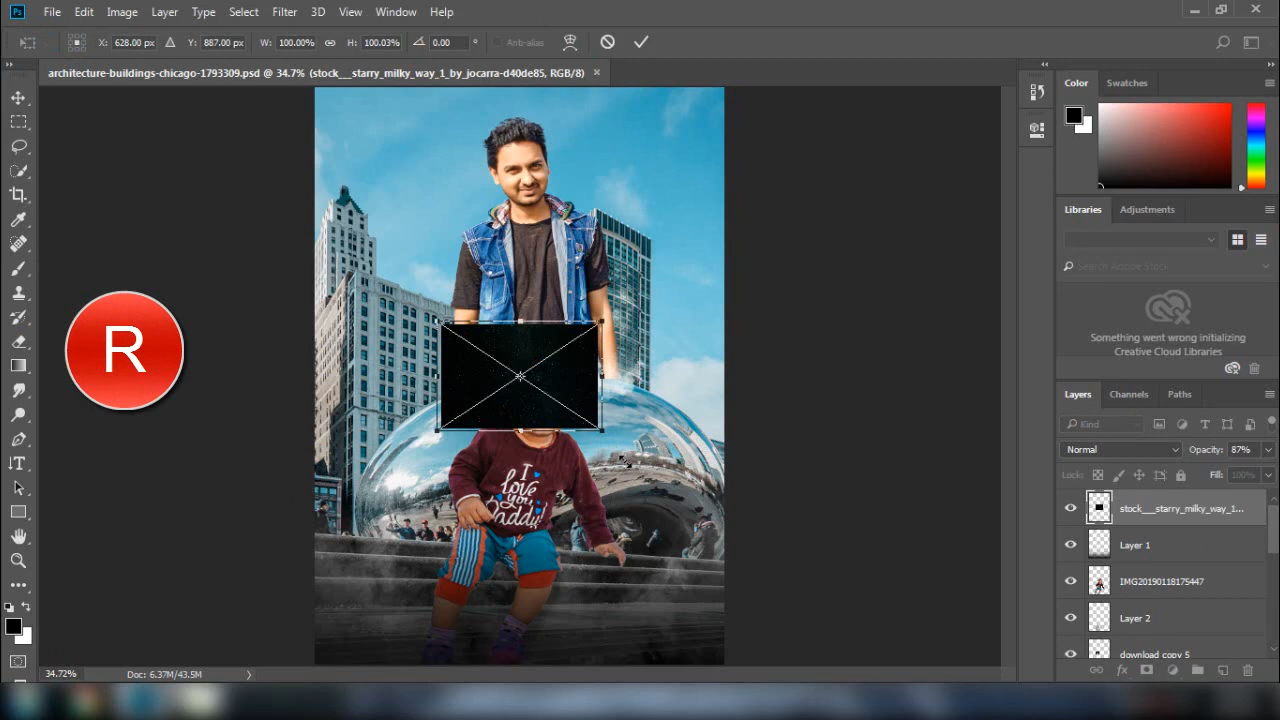 Ps File Edit Image Layer Type Select Filter 3D View Window Help
X: 628.00 px Y: 887.00 px W: 100.00% H: 100.03% 0.00 ° Anti-alias
architecture-buildings-chicago-1793309.psd @ 34.7% (stock___starry_milky_way_1_by_jocarra-d40de85, RGB/8) ×
Color Swatches
Libraries Adjustments
Search Adobe Stock
Something went wrong initializing
Creative Cloud Libraries
Layers Channels Paths
Kind
Normal Opacity: 87%
Lock: Fill: 100%
stock___starry_milky_way_1...
Layer 1
IMG20190118175447
Layer 2
download copy 5
R
I
love
you
Daddy!
34.72% Doc: 6.37M/43.5M